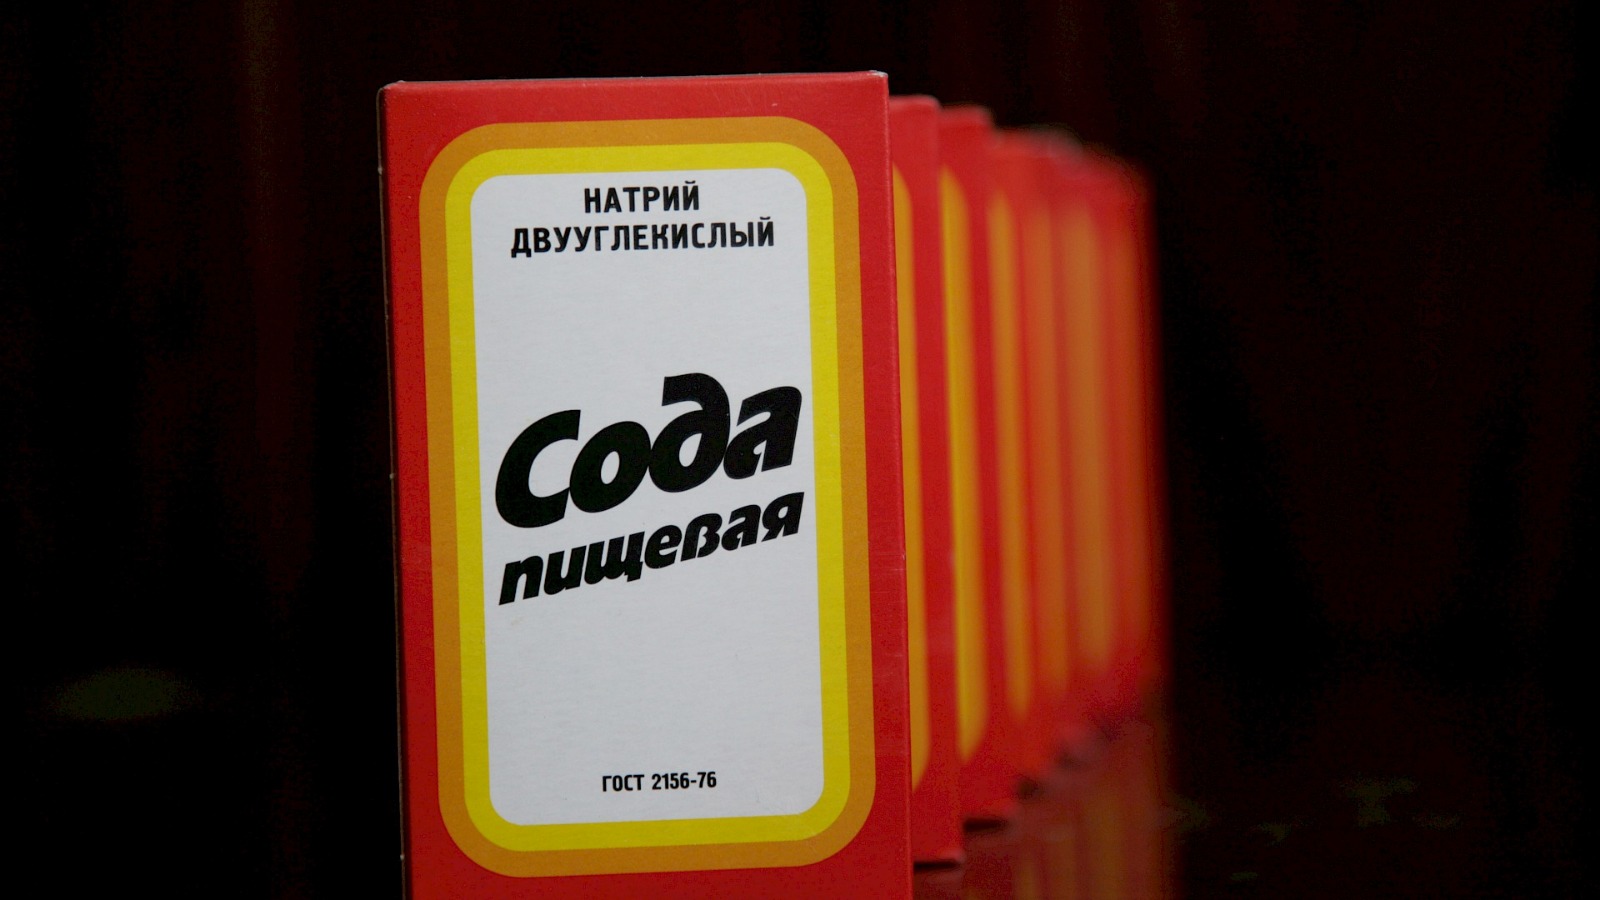 НАТРИЙ
ДВУУГЛЕКИСЛЫЙ
Сода
пищевая
ГОСТ 2156-76